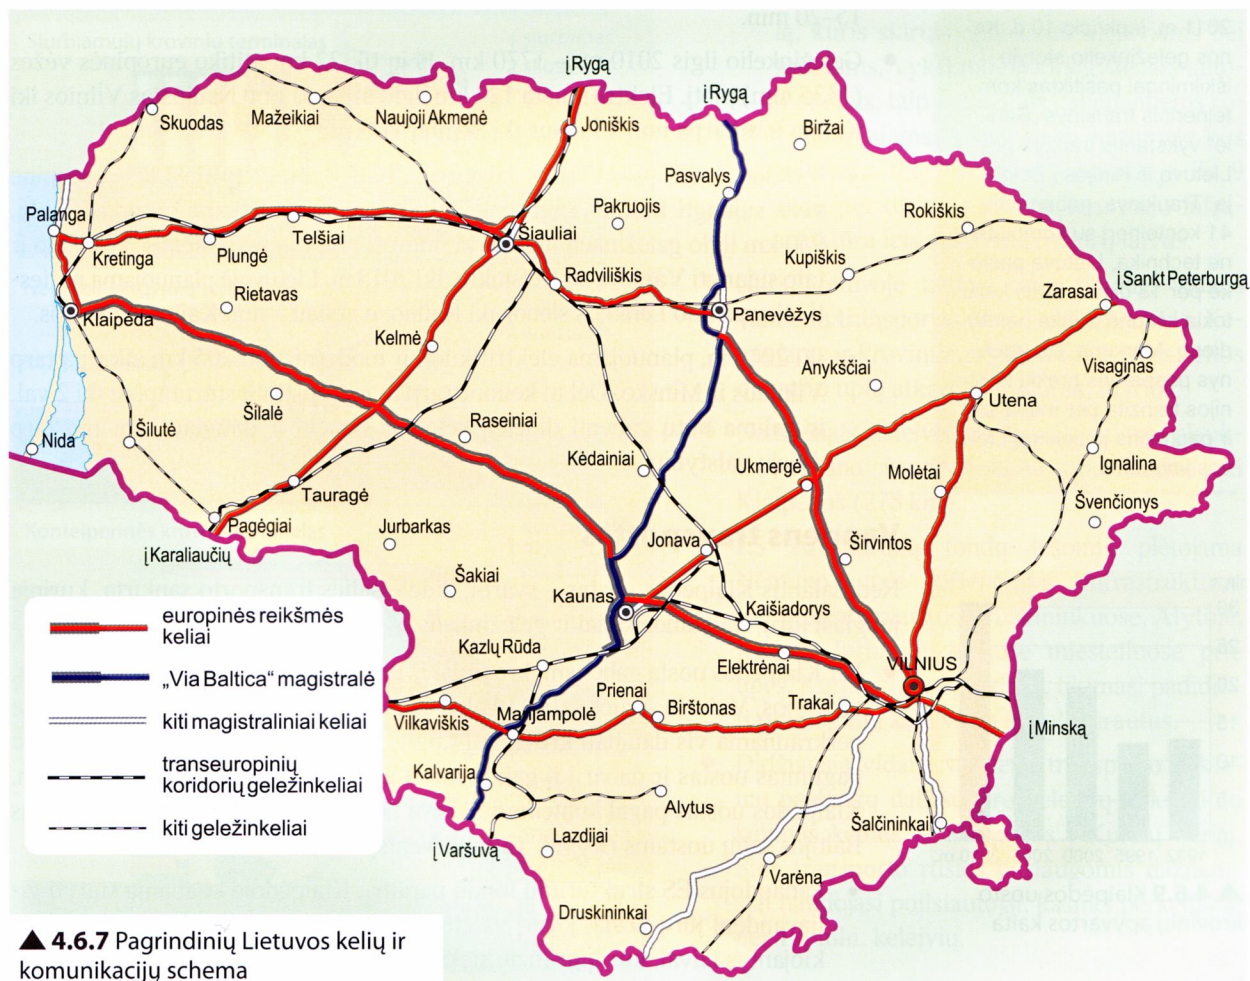 į Rygą
į Rygą
Skuodas
Mažeikiai
Naujoji Akmenė
Joniškis
Biržai
Pasvalys
Palanga
Pakruojis
Rokiškis
Telšiai
Šiauliai
Kretinga
Plungė
Kupiškis
Radviliškis
į Sankt Peterburgą
Rietavas
Zarasai
Klaipėda
Panevėžys
Kelmė
Anykščiai
Visaginas
Šilalė
Utena
Raseiniai
Šilutė
Nida
Kėdainiai
Ukmergė
Molėtai
Ignalina
Tauragė
Švenčionys
Pagėgiai
Jurbarkas
Jonava
Širvintos
į Karaliaučių
Šakiai
Kaunas
Kaišiadorys
Kazlų Rūda
Elektrėnai
VILNIUS
Prienai
Birštonas
Trakai
Vilkaviškis
Marijampolė
į Minską
Kalvarija
Alytus
Šalčininkai
į Varšuvą
Lazdijai
Varėna
Druskininkai
europinės reikšmės
keliai
„Via Baltica“ magistralė
kiti magistraliniai keliai
transeuropinių
koridorių geležinkeliai
kiti geležinkeliai
▲ 4.6.7 Pagrindinių Lietuvos kelių ir
komunikacijų schema